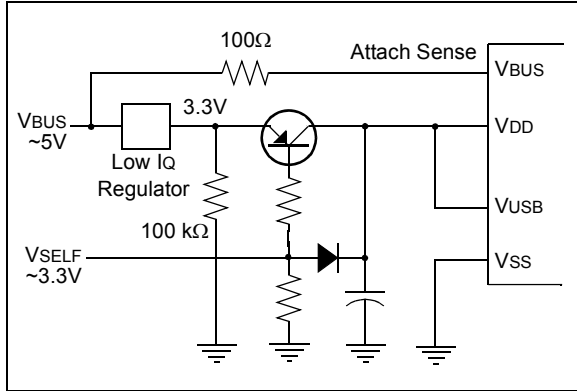 100Ω
Attach Sense
VBUS
VBUS
~5V
3.3V
VDD
Low IQ
Regulator
100 kΩ
VUSB
VSELF
~3.3V
VSS